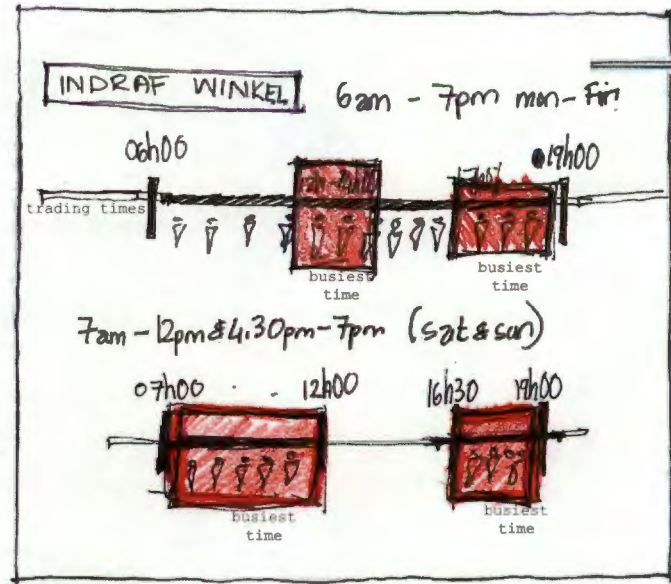 INDRAF WINKEL
6am - 7pm mon-Fri
06h00
19h00
trading times
busiest
time
busiest
time
7am-12pm & 4.30pm-7pm (sat & sun)
07h00
12h00
16h30
19h00
busiest
time
busiest
time